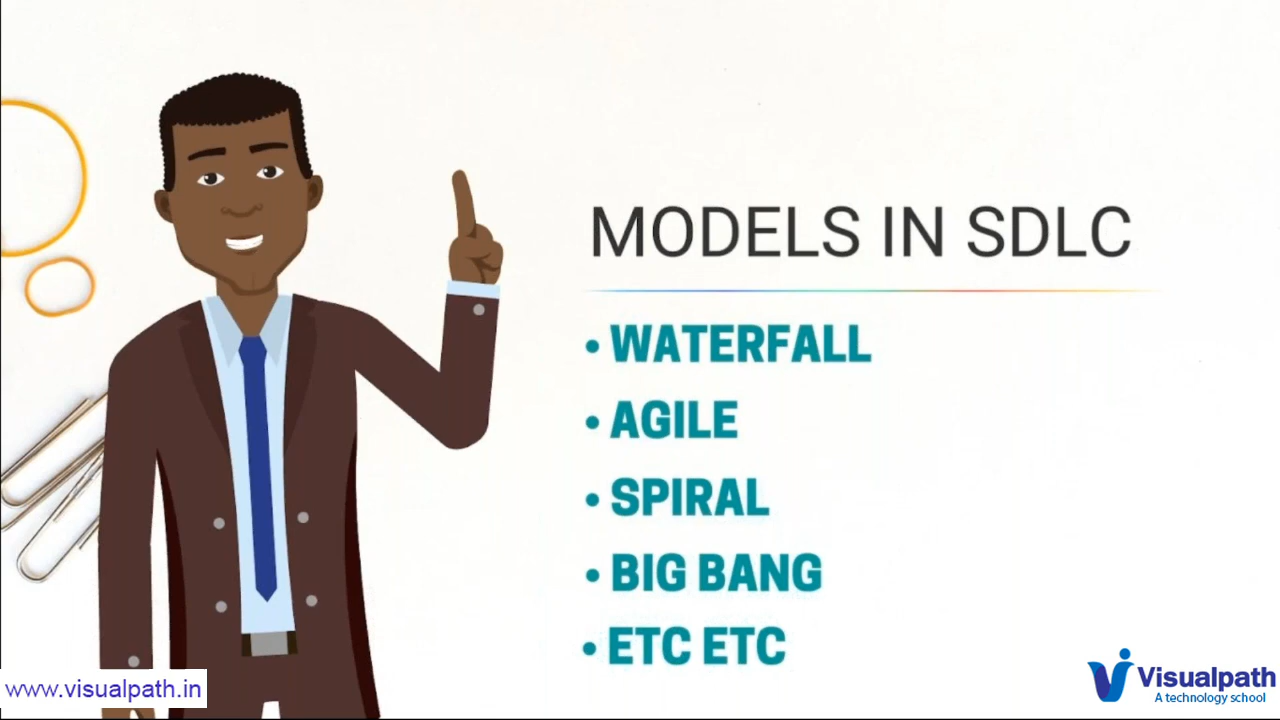 MODELS IN SDLC
• WATERFALL
• AGILE
• SPIRAL
• BIG BANG
• ETC ETC
www.visualpath.in
Visualpath
A technology school